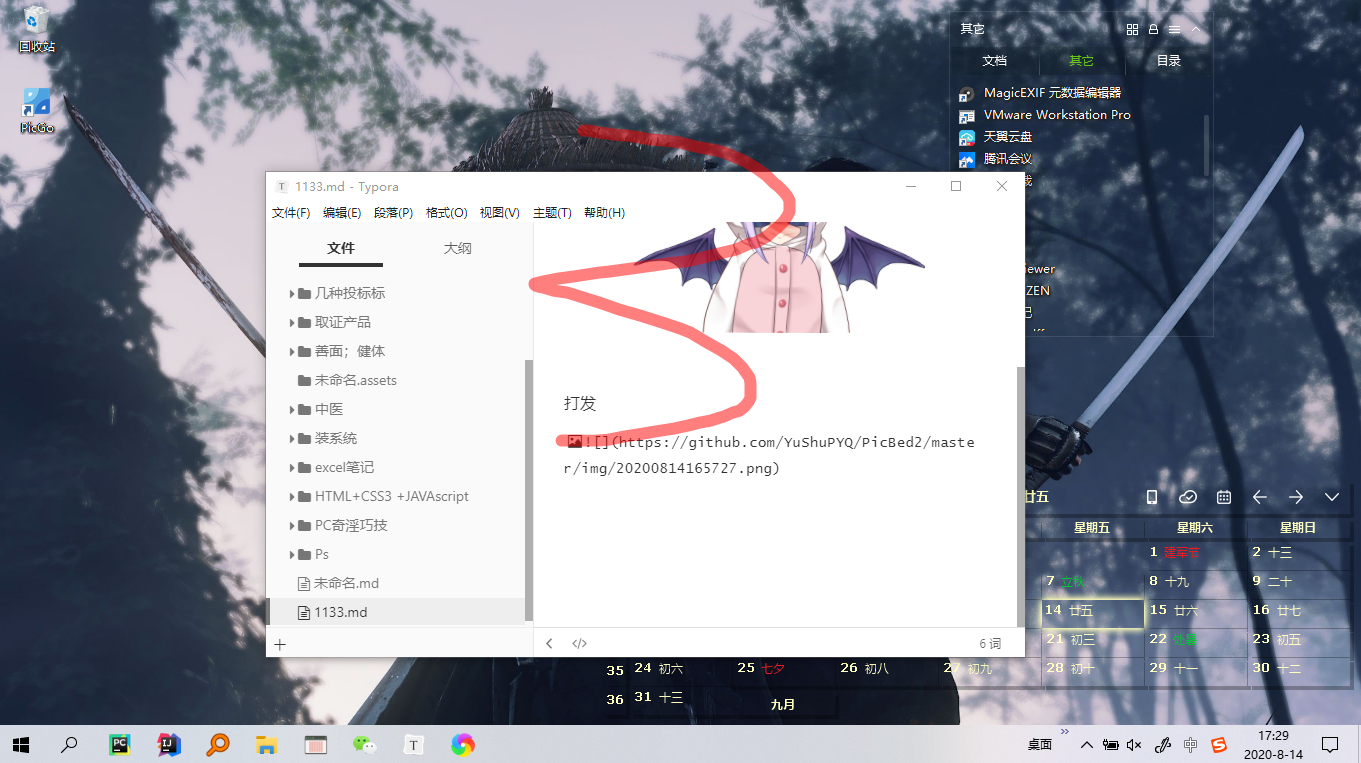 回收站
PicGo
其它
文档 其它 目录
MagicEXIF 元数据编辑器
VMware Workstation Pro
天翼云盘
腾讯会议
1133.md - Typora
文件(F) 编辑(E) 段落(P) 格式(O) 视图(V) 主题(T) 帮助(H)
文件 大纲
几种投标标
取证产品
善面；健体
未命名.assets
中医
装系统
excel笔记
HTML+CSS3 +JAVAscript
PC奇淫巧技
Ps
未命名.md
1133.md
打发
![](https://github.com/YuShuPYQ/PicBed2/maste
r/img/20200814165727.png)
6 词
iewer
ZEN
廿五
星期五 星期六 星期日
1 建军节 2 十三
7 立秋 8 十九 9 二十
14 廿五 15 廿六 16 廿七
21 初三 22 处暑 23 初五
35 24 初六 25 七夕 26 初八 27 初九 28 初十 29 十一 30 十二
36 31 十三
九月
桌面
中
17:29
2020-8-14